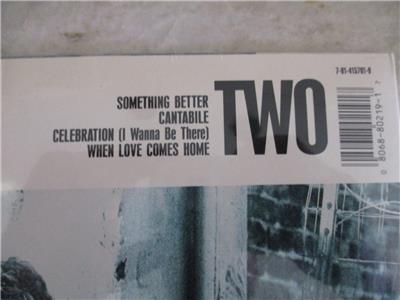 7-01-415701-0
SOMETHING BETTER
CANTABILE
CELEBRATION (I Wanna Be There)
WHEN LOVE COMES HOME
TWO
0 8068-80219-1 7